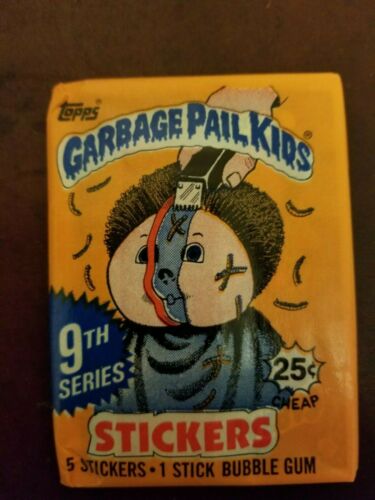 Topps®
GARBAGE PAIL KIDS®
9TH
SERIES
25¢
CHEAP
STICKERS
5 STICKERS • 1 STICK BUBBLE GUM